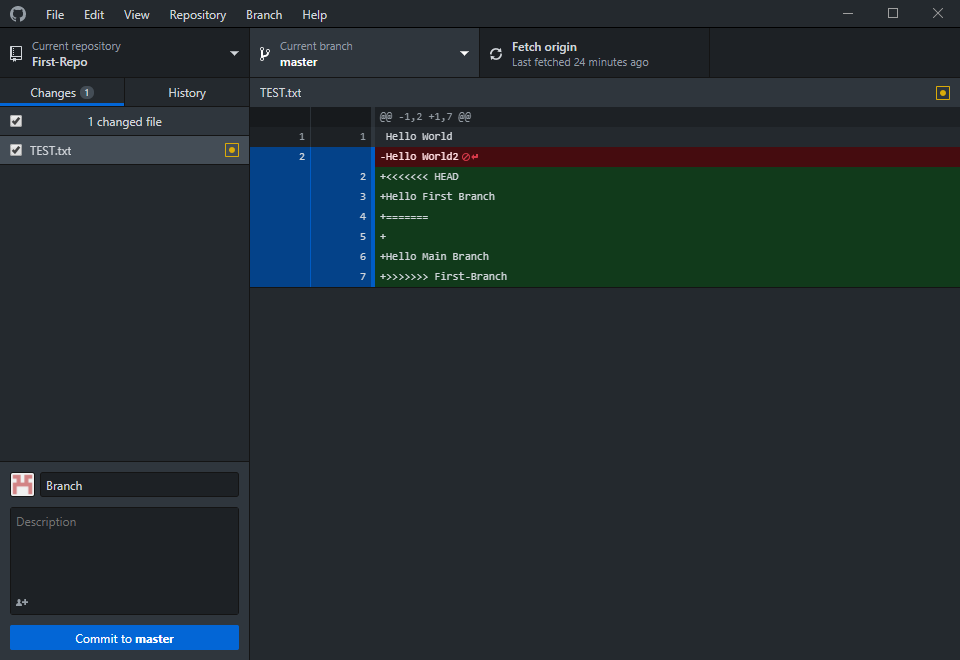 File Edit View Repository Branch Help
Current repository
First-Repo
Current branch
master
Fetch origin
Last fetched 24 minutes ago
Changes 1
History
TEST.txt
1 changed file
TEST.txt
@@ -1,2 +1,7 @@
1 1 Hello World
2 -Hello World2
2 +<<<<<<< HEAD
3 +Hello First Branch
4 +=======
5 +
6 +Hello Main Branch
7 +>>>>>>> First-Branch
Branch
Description
Commit to master